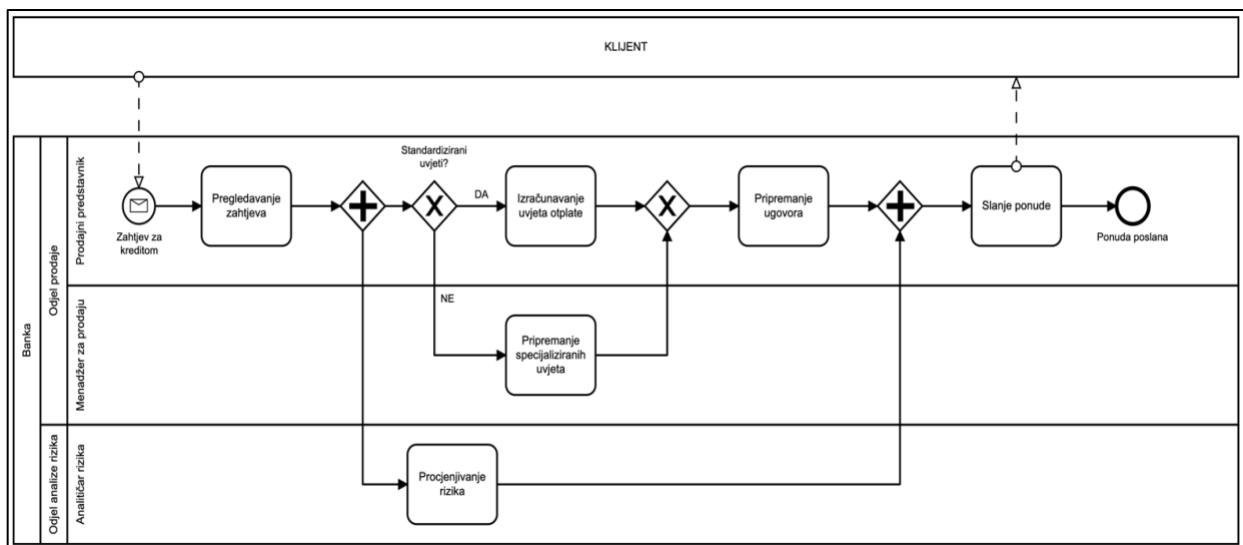 KLIJENT
Banka
Odjel prodaje
Prodajni predstavnik
Zahtjev za
kreditom
Pregledavanje
zahtjeva
Standardizirani
uvjeti?
DA
NE
Izračunavanje
uvjeta otplate
Pripremanje
ugovora
Slanje ponude
Ponuda poslana
Menadžer za prodaju
Pripremanje
specijaliziranih
uvjeta
Odjel analize rizika
Analitičar rizika
Procjenjivanje
rizika